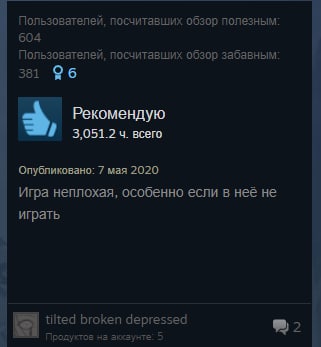 Пользователей, посчитавших обзор полезным:
604
Пользователей, посчитавших обзор забавным:
381 6
Рекомендую
3,051.2 ч. всего
Опубликовано: 7 мая 2020
Игра неплохая, особенно если в неё не
играть
tilted broken depressed
Продуктов на аккаунте: 5
2